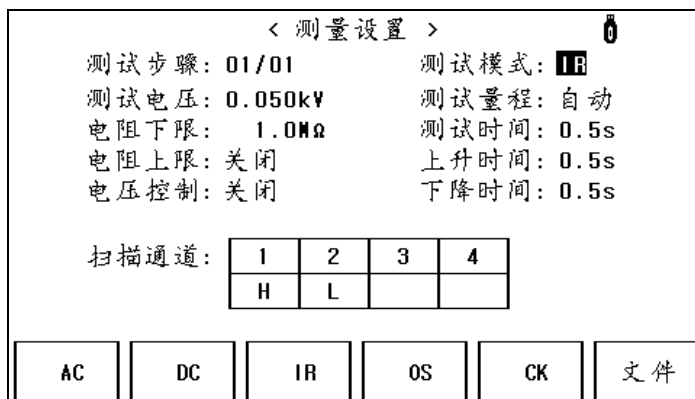 < 测量设置 >
测试步骤: 01/01 测试模式: IR
测试电压: 0.050kV 测试量程: 自动
电阻下限: 1.0MΩ 测试时间: 0.5s
电阻上限: 关闭 上升时间: 0.5s
电压控制: 关闭 下降时间: 0.5s
扫描通道: 1 2 3 4
H L
AC DC IR OS CK 文件